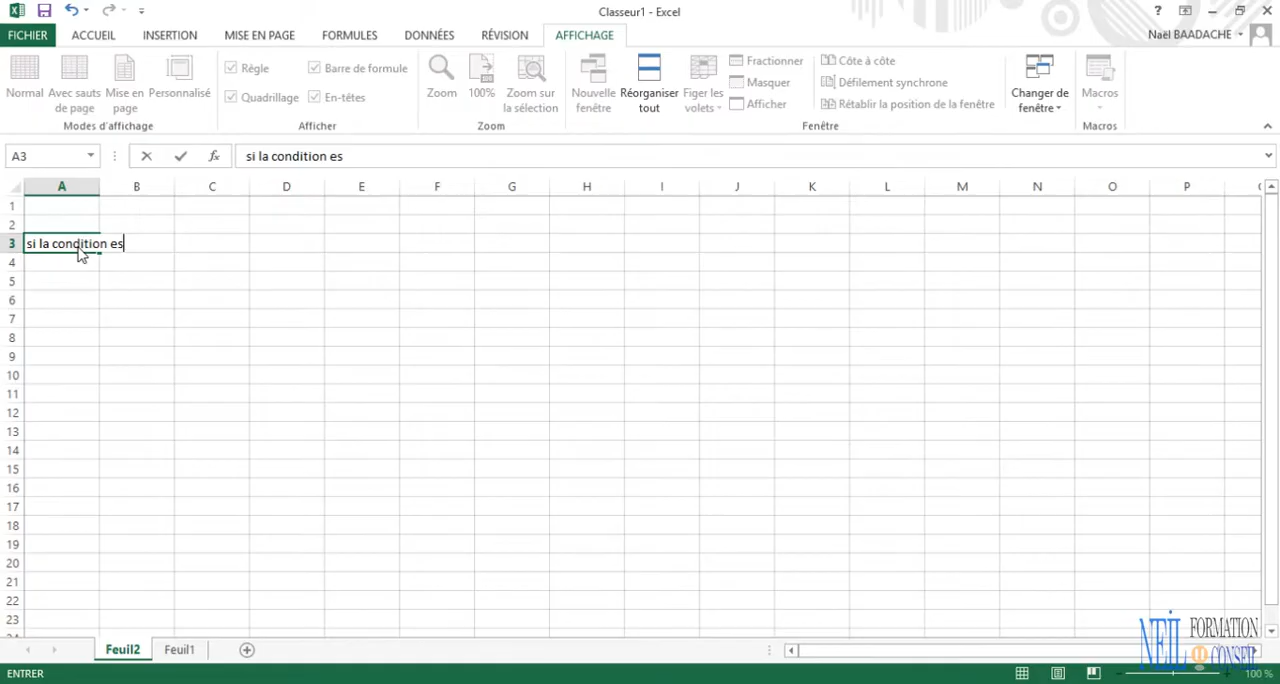 Classeur1 - Excel
?
FICHIER ACCUEIL INSERTION MISE EN PAGE FORMULES DONNÉES RÉVISION AFFICHAGE Naël BAADACHE
Normal Avec sauts de page Mise en page Personnalisé
Modes d'affichage
Règle Barre de formule
Quadrillage En-têtes
Afficher
Zoom 100% Zoom sur la sélection
Zoom
Nouvelle fenêtre Réorganiser tout Figer les volets
Fractionner
Masquer
Afficher
Côte à côte
Défilement synchrone
Rétablir la position de la fenêtre
Changer de fenêtre
Fenêtre
Macros
Macros
A3 fx si la condition es
A B C D E F G H I J K L M N O P
1
2
3 si la condition es
4
5
6
7
8
9
10
11
12
13
14
15
16
17
18
19
20
21
22
23
Feuil2 Feuil1
NEIL FORMATION
CONSEIL
ENTRER 100 %